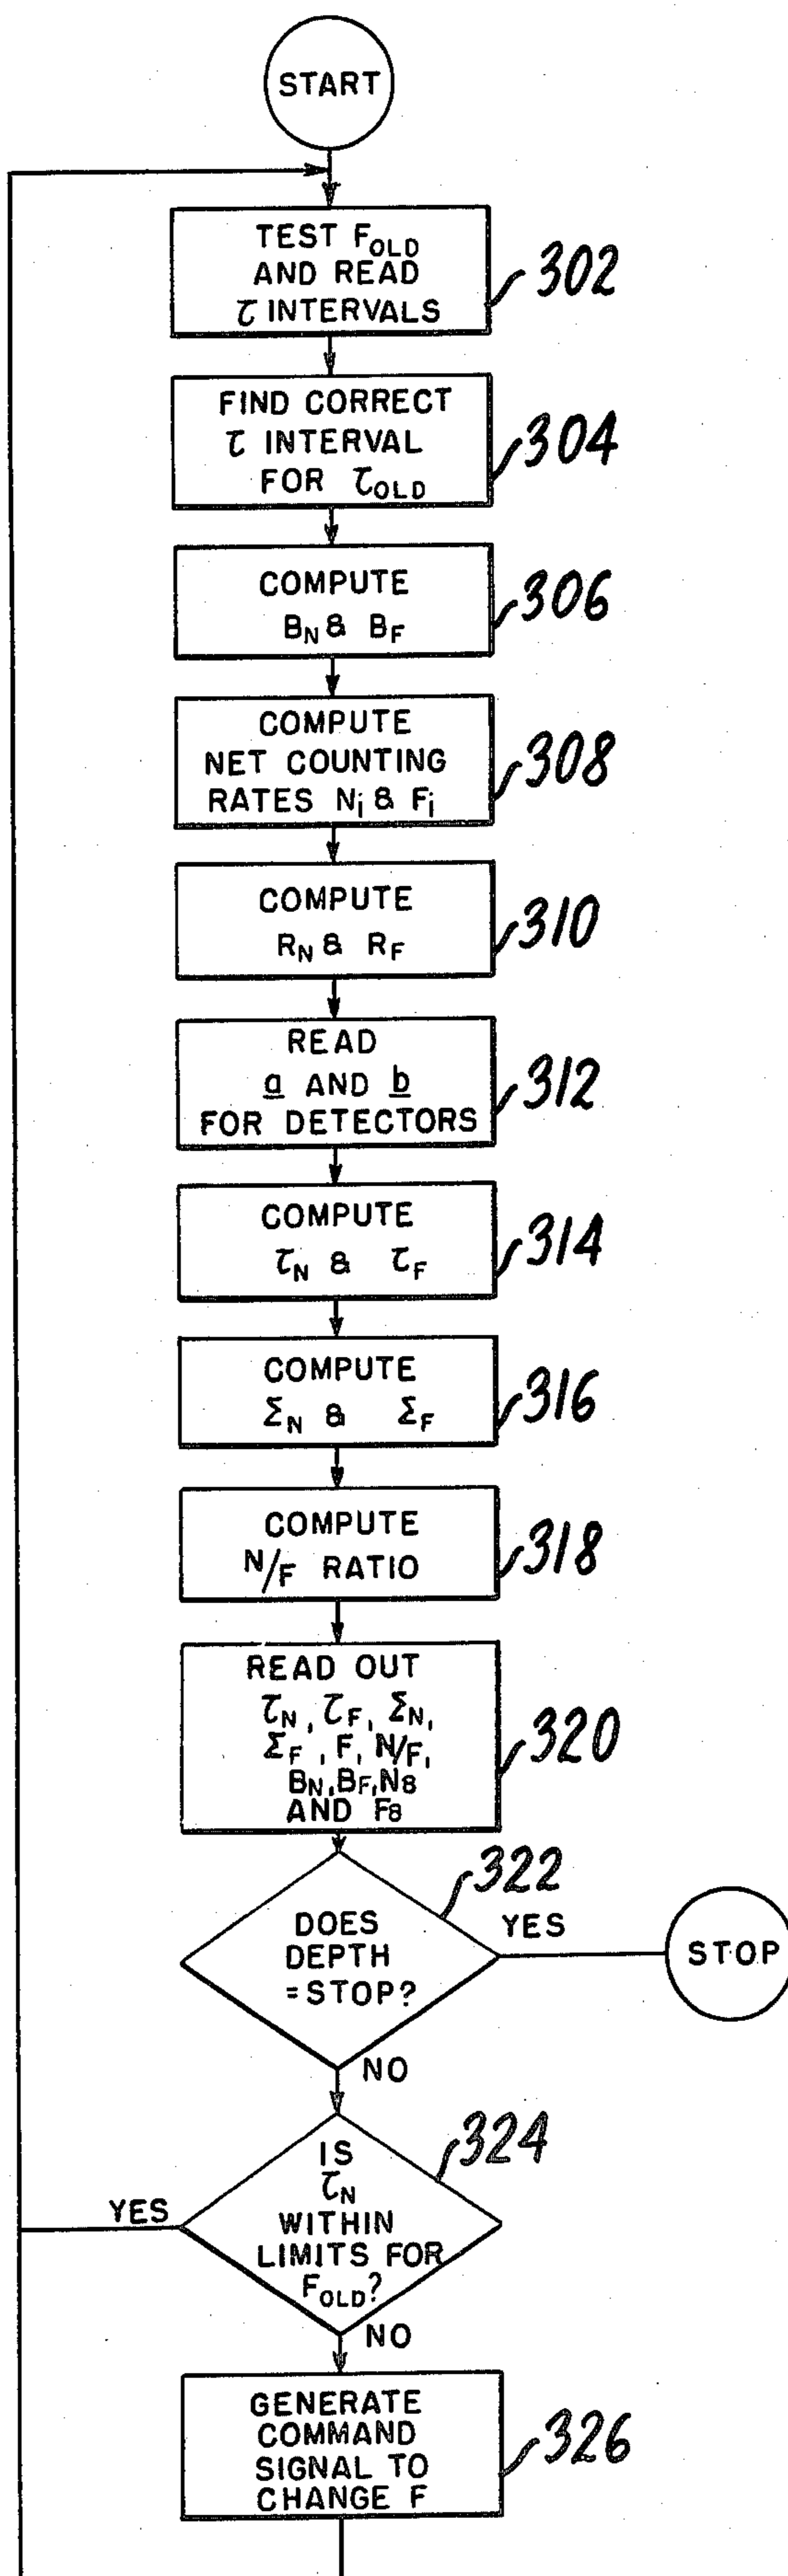 START
TEST F_OLD
AND READ
τ INTERVALS
302
FIND CORRECT
τ INTERVAL
FOR τ_OLD
304
COMPUTE
B_N & B_F
306
COMPUTE
NET COUNTING
RATES N_i & F_i
308
COMPUTE
R_N & R_F
310
READ
a AND b
FOR DETECTORS
312
COMPUTE
τ_N & τ_F
314
COMPUTE
Σ_N & Σ_F
316
COMPUTE
N/F RATIO
318
READ OUT
τ_N, τ_F, Σ_N,
Σ_F, F, N/F,
B_N, B_F, N_8
AND F_8
320
322
DOES
DEPTH
=STOP?
YES
STOP
NO
324
IS
τ_N
WITHIN
LIMITS FOR
F_OLD?
YES
NO
GENERATE
COMMAND
SIGNAL TO
CHANGE F
326